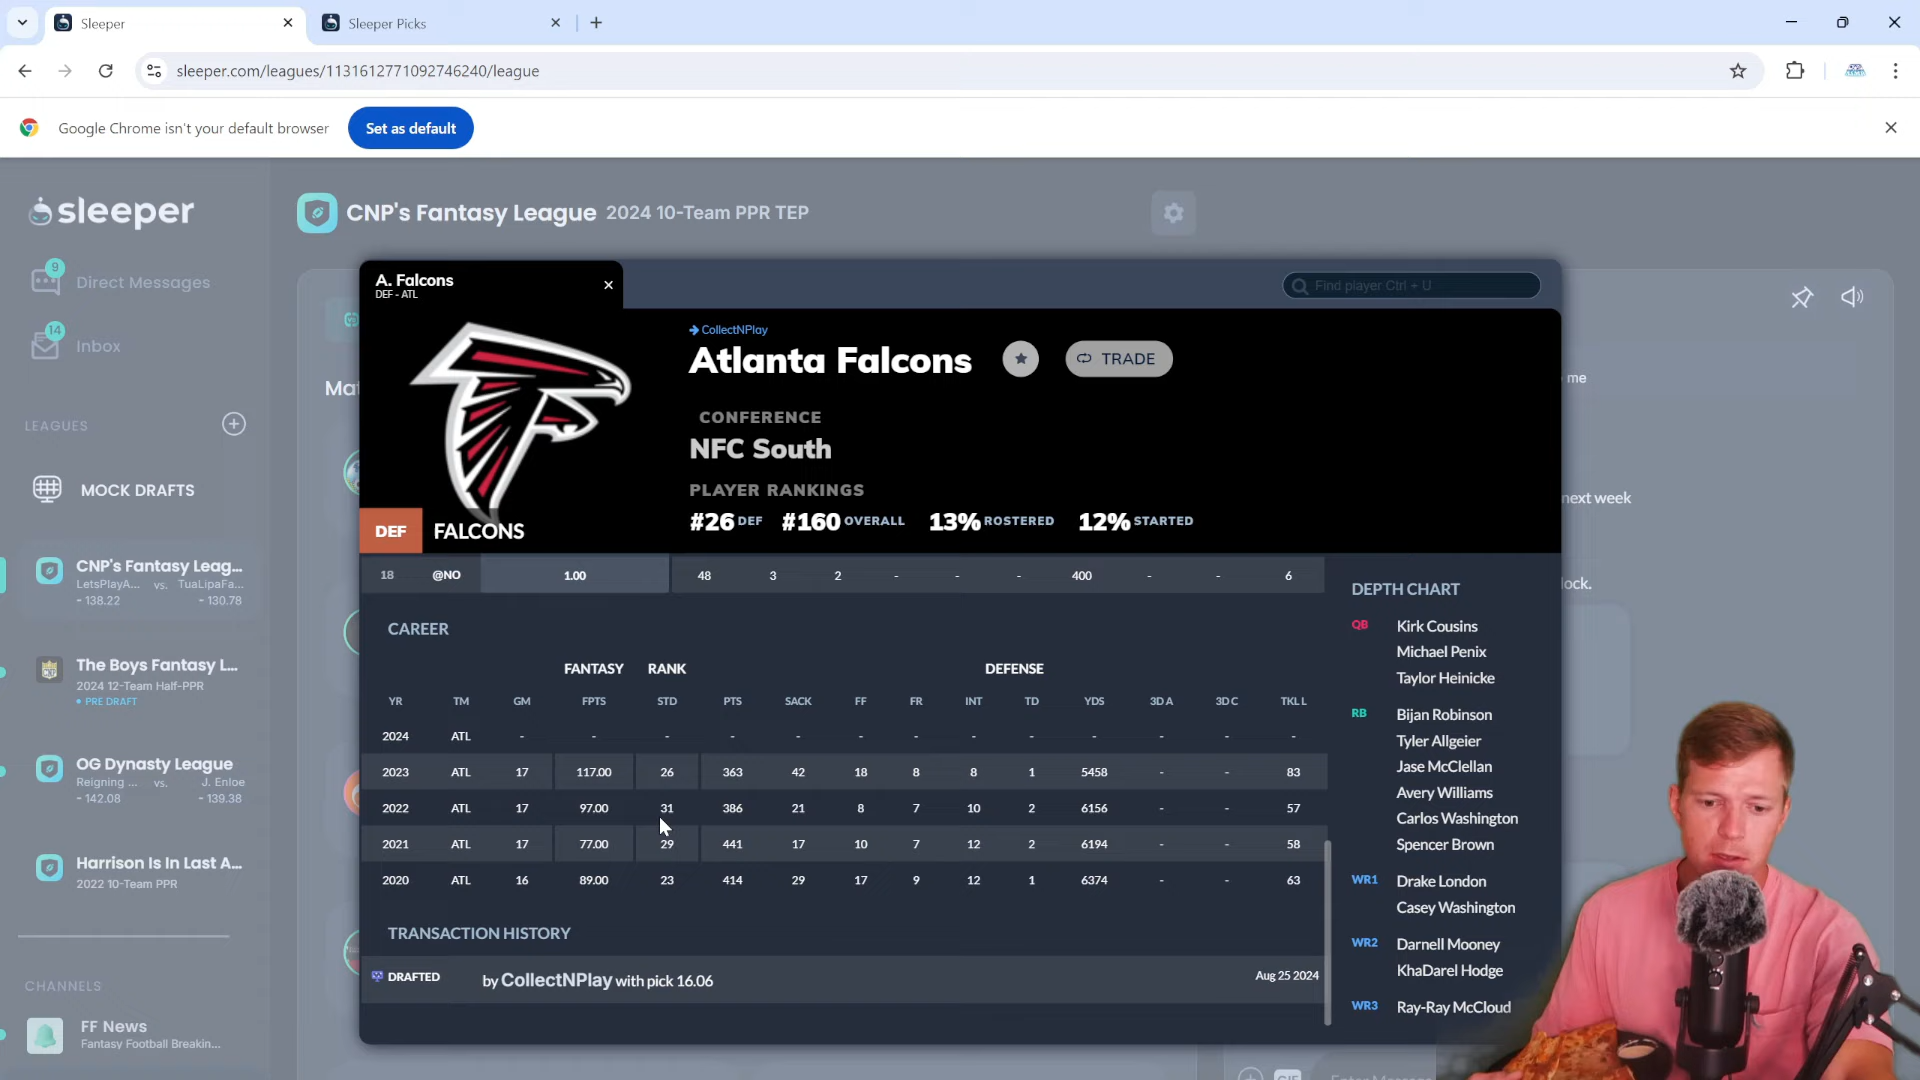 Sleeper
Sleeper Picks
sleeper.com/leagues/1131612771092746240/league
Google Chrome isn't your default browser
Set as default
sleeper
CNP's Fantasy League 2024 10-Team PPR TEP
9
Direct Messages
14
Inbox
LEAGUES
MOCK DRAFTS
CNP's Fantasy Leag...
LetsPlayA... vs. TuaLipaFa...
- 138.22 - 130.78
The Boys Fantasy L...
2024 12-Team Half-PPR
• PRE DRAFT
OG Dynasty League
Reigning ... vs. J. Enloe
- 142.08 - 139.38
Harrison Is In Last A...
2022 10-Team PPR
CHANNELS
FF News
Fantasy Football Breakin...
Mat
A. Falcons
DEF - ATL
Find player Ctrl + U
CollectNPlay
Atlanta Falcons
TRADE
CONFERENCE
NFC South
PLAYER RANKINGS
#26 DEF #160 OVERALL 13% ROSTERED 12% STARTED
DEF FALCONS
18 @NO 1.00 48 3 2 - - - 400 - - 6
CAREER
FANTASY RANK DEFENSE
YR TM GM FPTS STD PTS SACK FF FR INT TD YDS 3D A 3D C TKL L
2024 ATL - - - - - - - - - - - - -
2023 ATL 17 117.00 26 363 42 18 8 8 1 5458 - - 83
2022 ATL 17 97.00 31 386 21 8 7 10 2 6156 - - 57
2021 ATL 17 77.00 29 441 17 10 7 12 2 6194 - - 58
2020 ATL 16 89.00 23 414 29 17 9 12 1 6374 - - 63
TRANSACTION HISTORY
DRAFTED by CollectNPlay with pick 16.06 Aug 25 2024
DEPTH CHART
QB Kirk Cousins
Michael Penix
Taylor Heinicke
RB Bijan Robinson
Tyler Allgeier
Jase McClellan
Avery Williams
Carlos Washington
Spencer Brown
WR1 Drake London
Casey Washington
WR2 Darnell Mooney
KhaDarel Hodge
WR3 Ray-Ray McCloud
me
next week
lock.
GIF
Enter Message